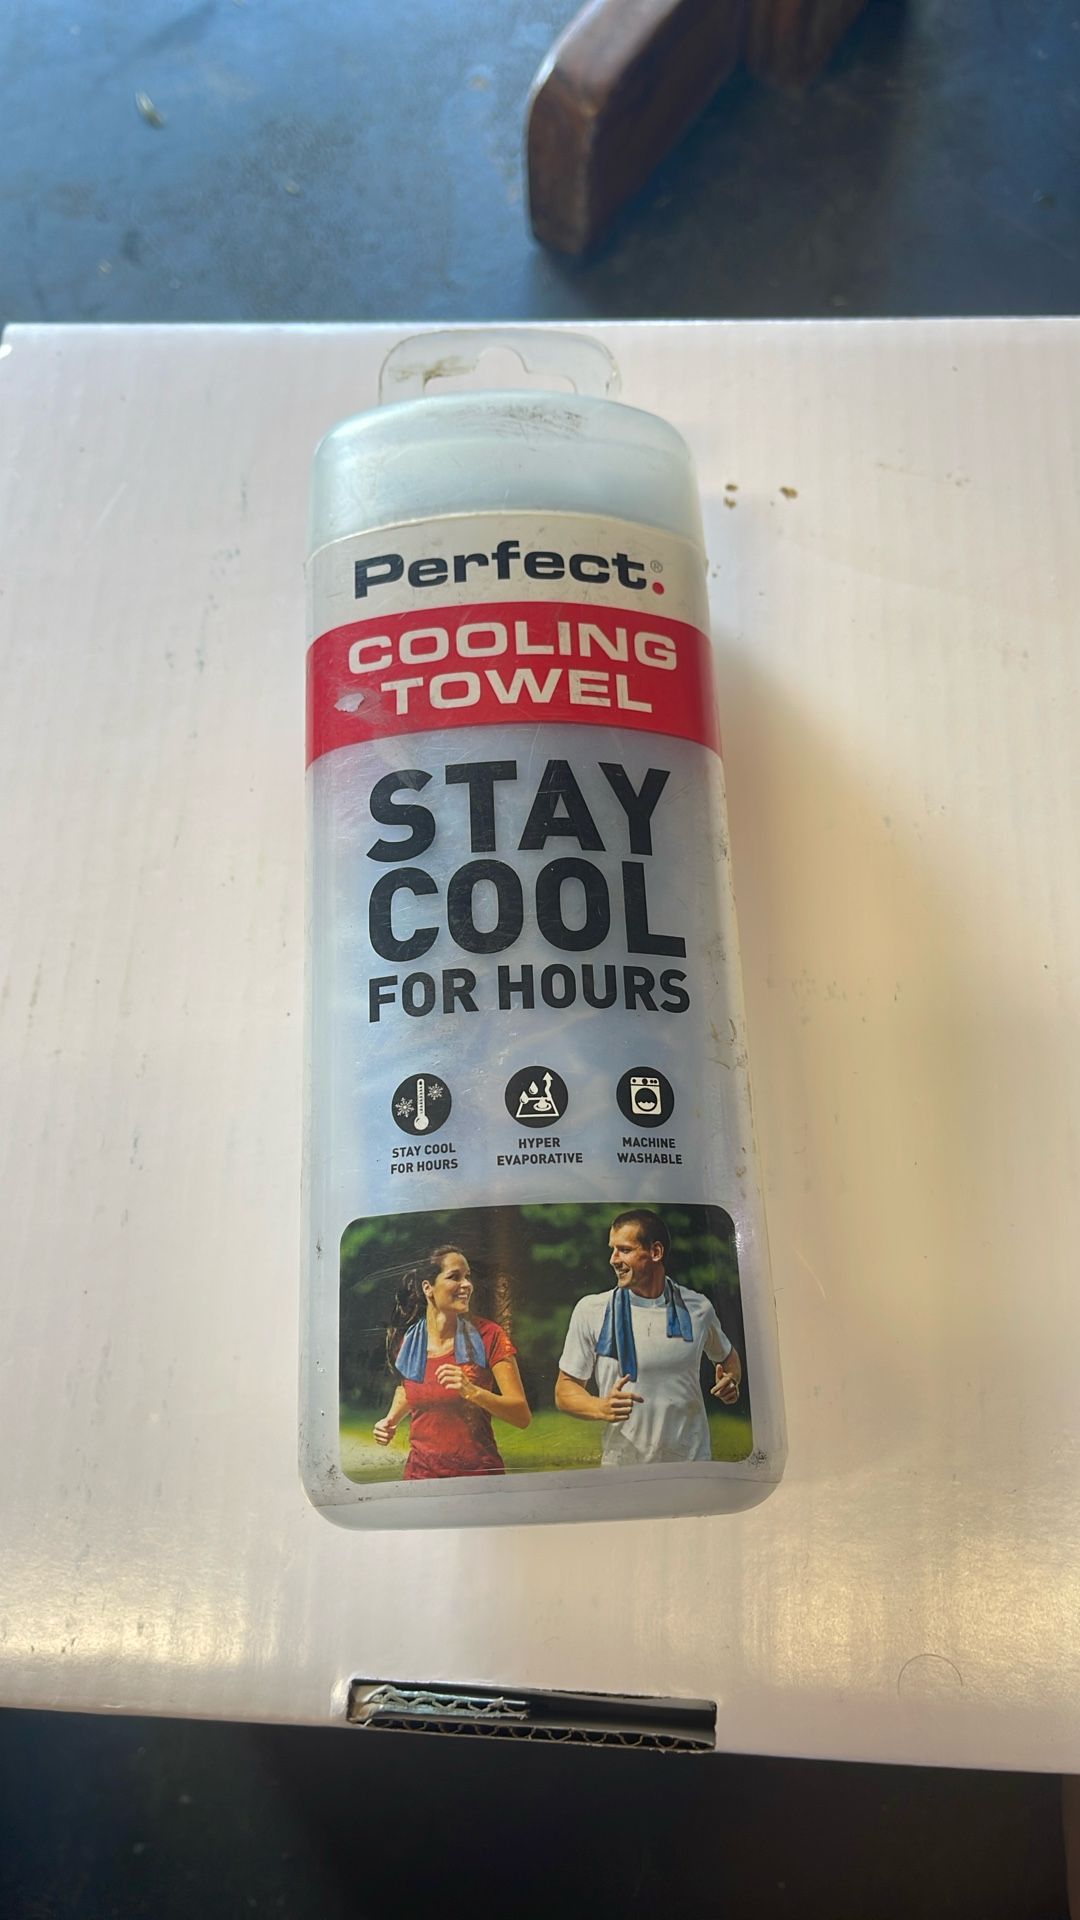 Perfect.®
COOLING
TOWEL
STAY
COOL
FOR HOURS
STAY COOL
FOR HOURS
HYPER
EVAPORATIVE
MACHINE
WASHABLE